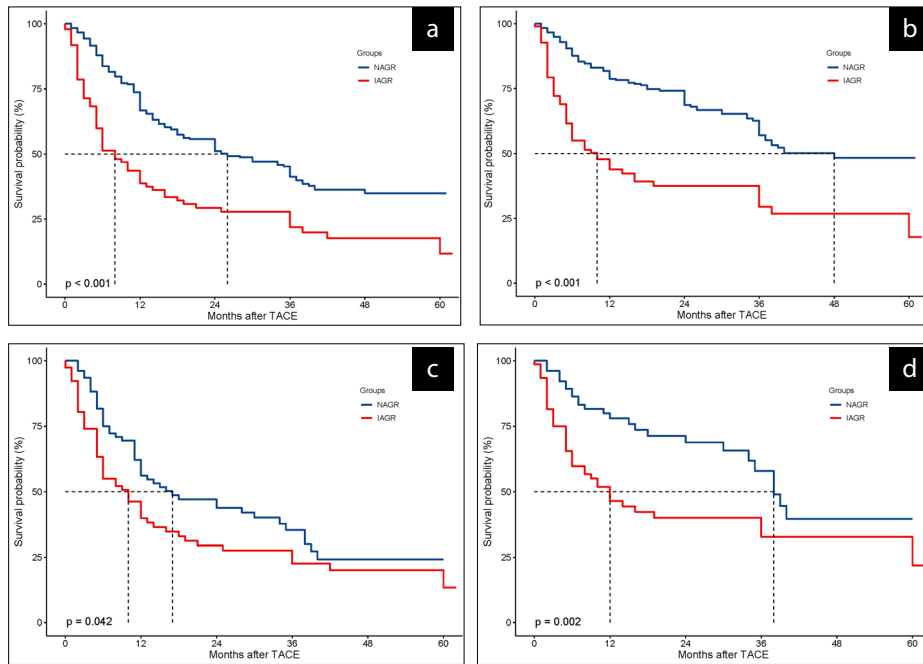 a
Groups
NAGR
IAGR
Survival probability (%)
100
75
50
25
0
p < 0.001
0 12 24 36 48 60
Months after TACE
b
Groups
NAGR
IAGR
Survival probability (%)
100
75
50
25
0
p < 0.001
0 12 24 36 48 60
Months after TACE
c
Groups
NAGR
IAGR
Survival probability (%)
100
75
50
25
0
p = 0.042
0 12 24 36 48 60
Months after TACE
d
Groups
NAGR
IAGR
Survival probability (%)
100
75
50
25
0
p = 0.002
0 12 24 36 48 60
Months after TACE